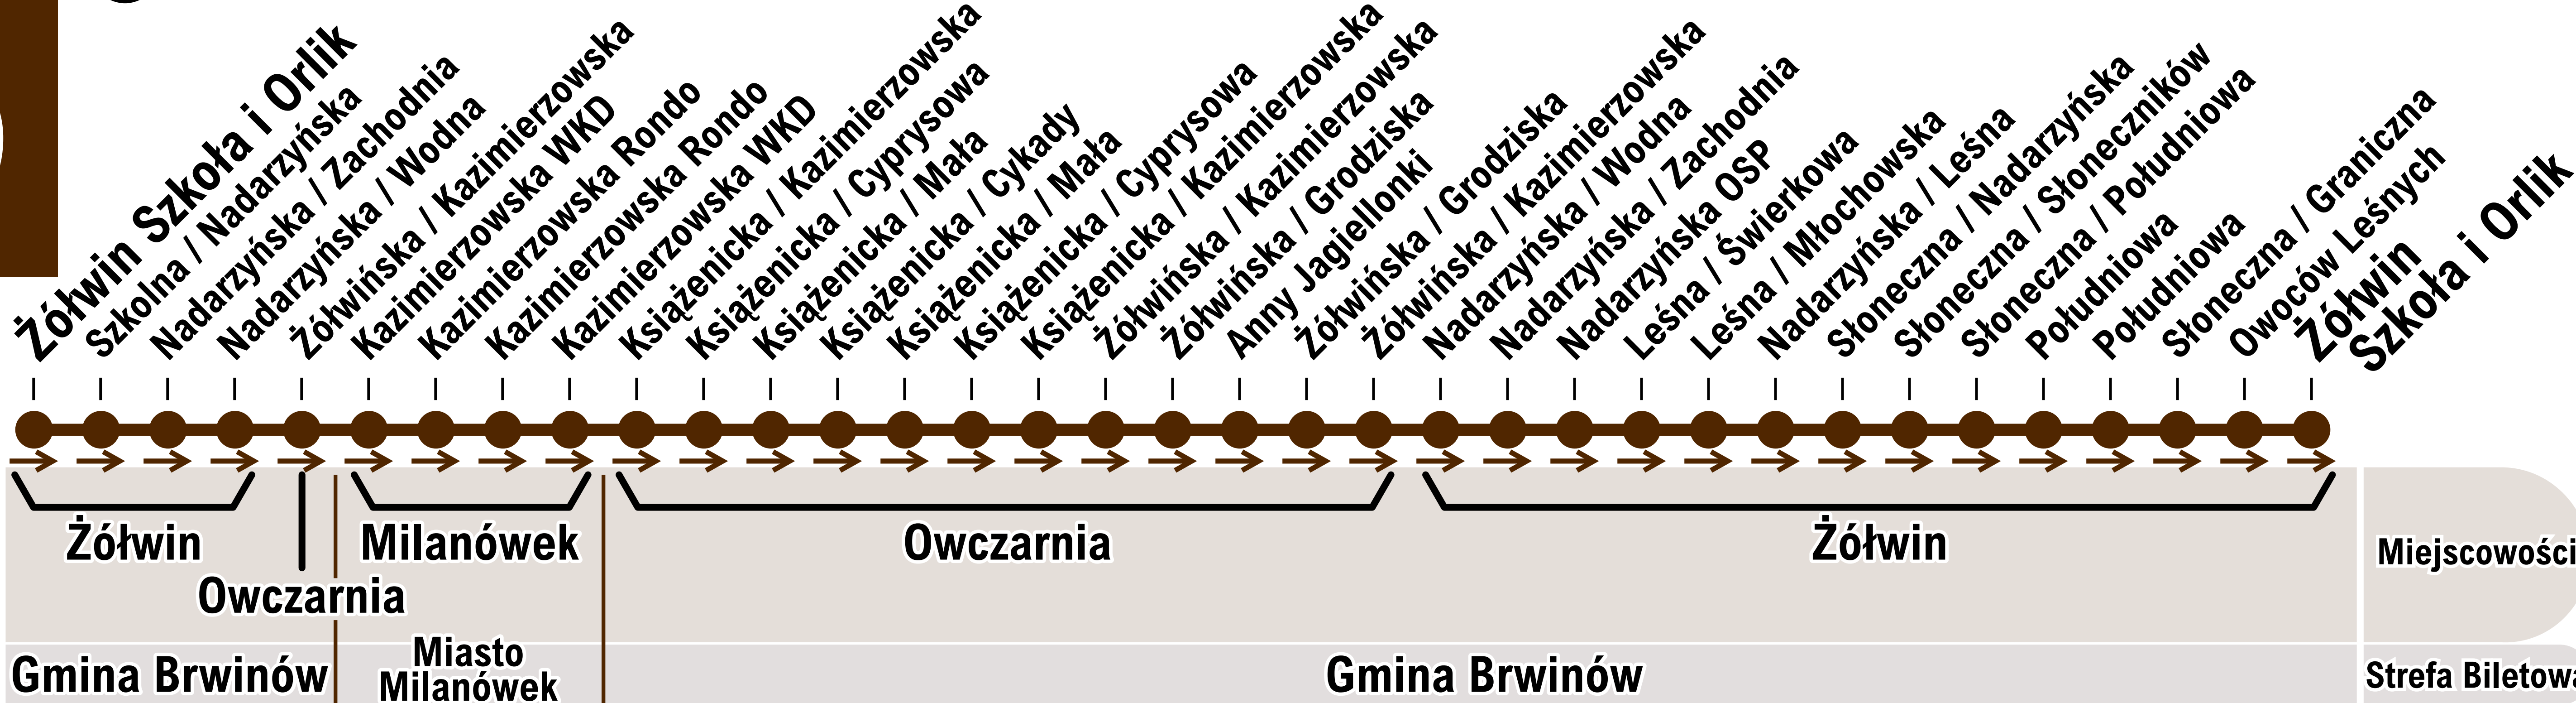 Żółwin Szkoła i Orlik
Szkolna / Nadarzyńska
Nadarzyńska / Zachodnia
Nadarzyńska / Wodna
Żółwińska / Kazimierzowska
Kazimierzowska WKD
Kazimierzowska Rondo
Kazimierzowska Rondo
Kazimierzowska WKD
Książenicka / Kazimierzowska
Książenicka / Cyprysowa
Książenicka / Mała
Książenicka / Cykady
Książenicka / Mała
Książenicka / Cyprysowa
Książenicka / Kazimierzowska
Żółwińska / Kazimierzowska
Żółwińska / Grodziska
Anny Jagiellonki
Żółwińska / Grodziska
Żółwińska / Kazimierzowska
Nadarzyńska / Wodna
Nadarzyńska / Zachodnia
Nadarzyńska OSP
Leśna / Świerkowa
Leśna / Młochowska
Nadarzyńska / Leśna
Słoneczna / Nadarzyńska
Słoneczna / Słoneczników
Słoneczna / Południowa
Południowa
Południowa
Słoneczna / Graniczna
Owoców Leśnych
Żółwin
Szkoła i Orlik
Żółwin
Owczarnia
Milanówek
Owczarnia
Żółwin
Miejscowości
Gmina Brwinów
Miasto
Milanówek
Gmina Brwinów
Strefa Biletowa